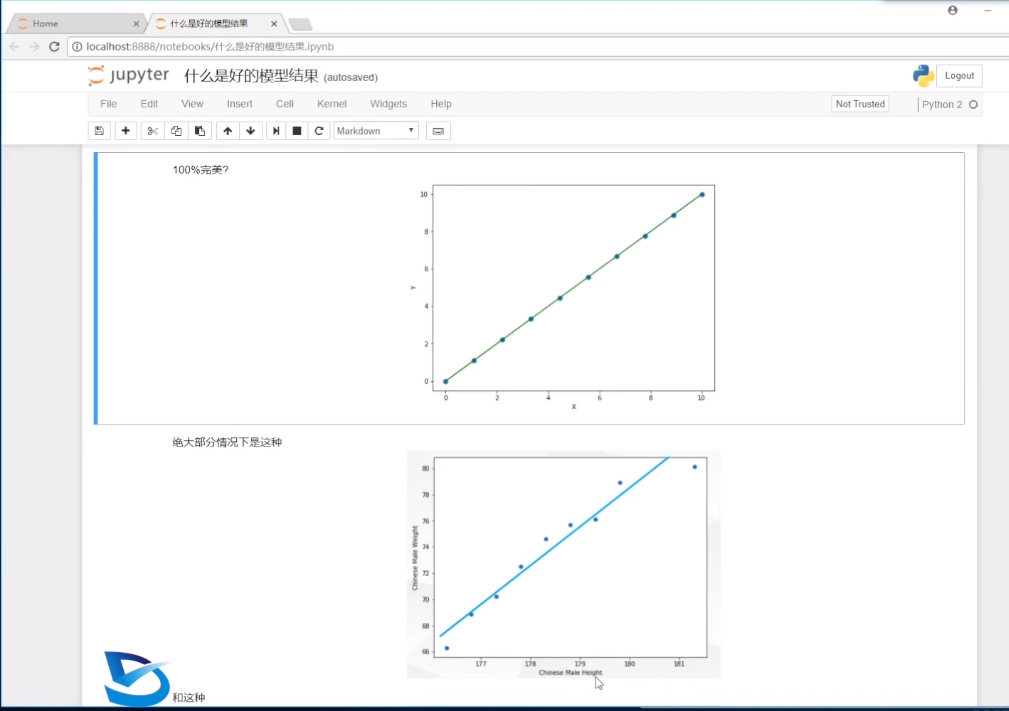 Home
什么是好的模型结果
localhost:8888/notebooks/什么是好的模型结果.ipynb
jupyter 什么是好的模型结果 (autosaved)
Logout
File Edit View Insert Cell Kernel Widgets Help
Not Trusted
Python 2
Markdown
100%完美?
10
8
6
4
2
0
Y
0 2 4 6 8 10
X
绝大部分情况下是这种
80
78
76
74
72
70
68
66
Chinese Male Weight
177 178 179 180 181
Chinese Male Height
和这种